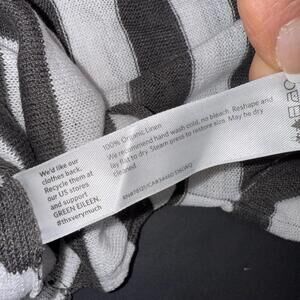 100% Organic Linen
We recommend hand wash cold, no bleach. Reshape and
lay flat to dry. Steam press to restore size. May be dry
cleaned.
We'd like our
clothes back.
Recycle them at
our US stores
and support
GREEN EILEEN.
#thxverymuch